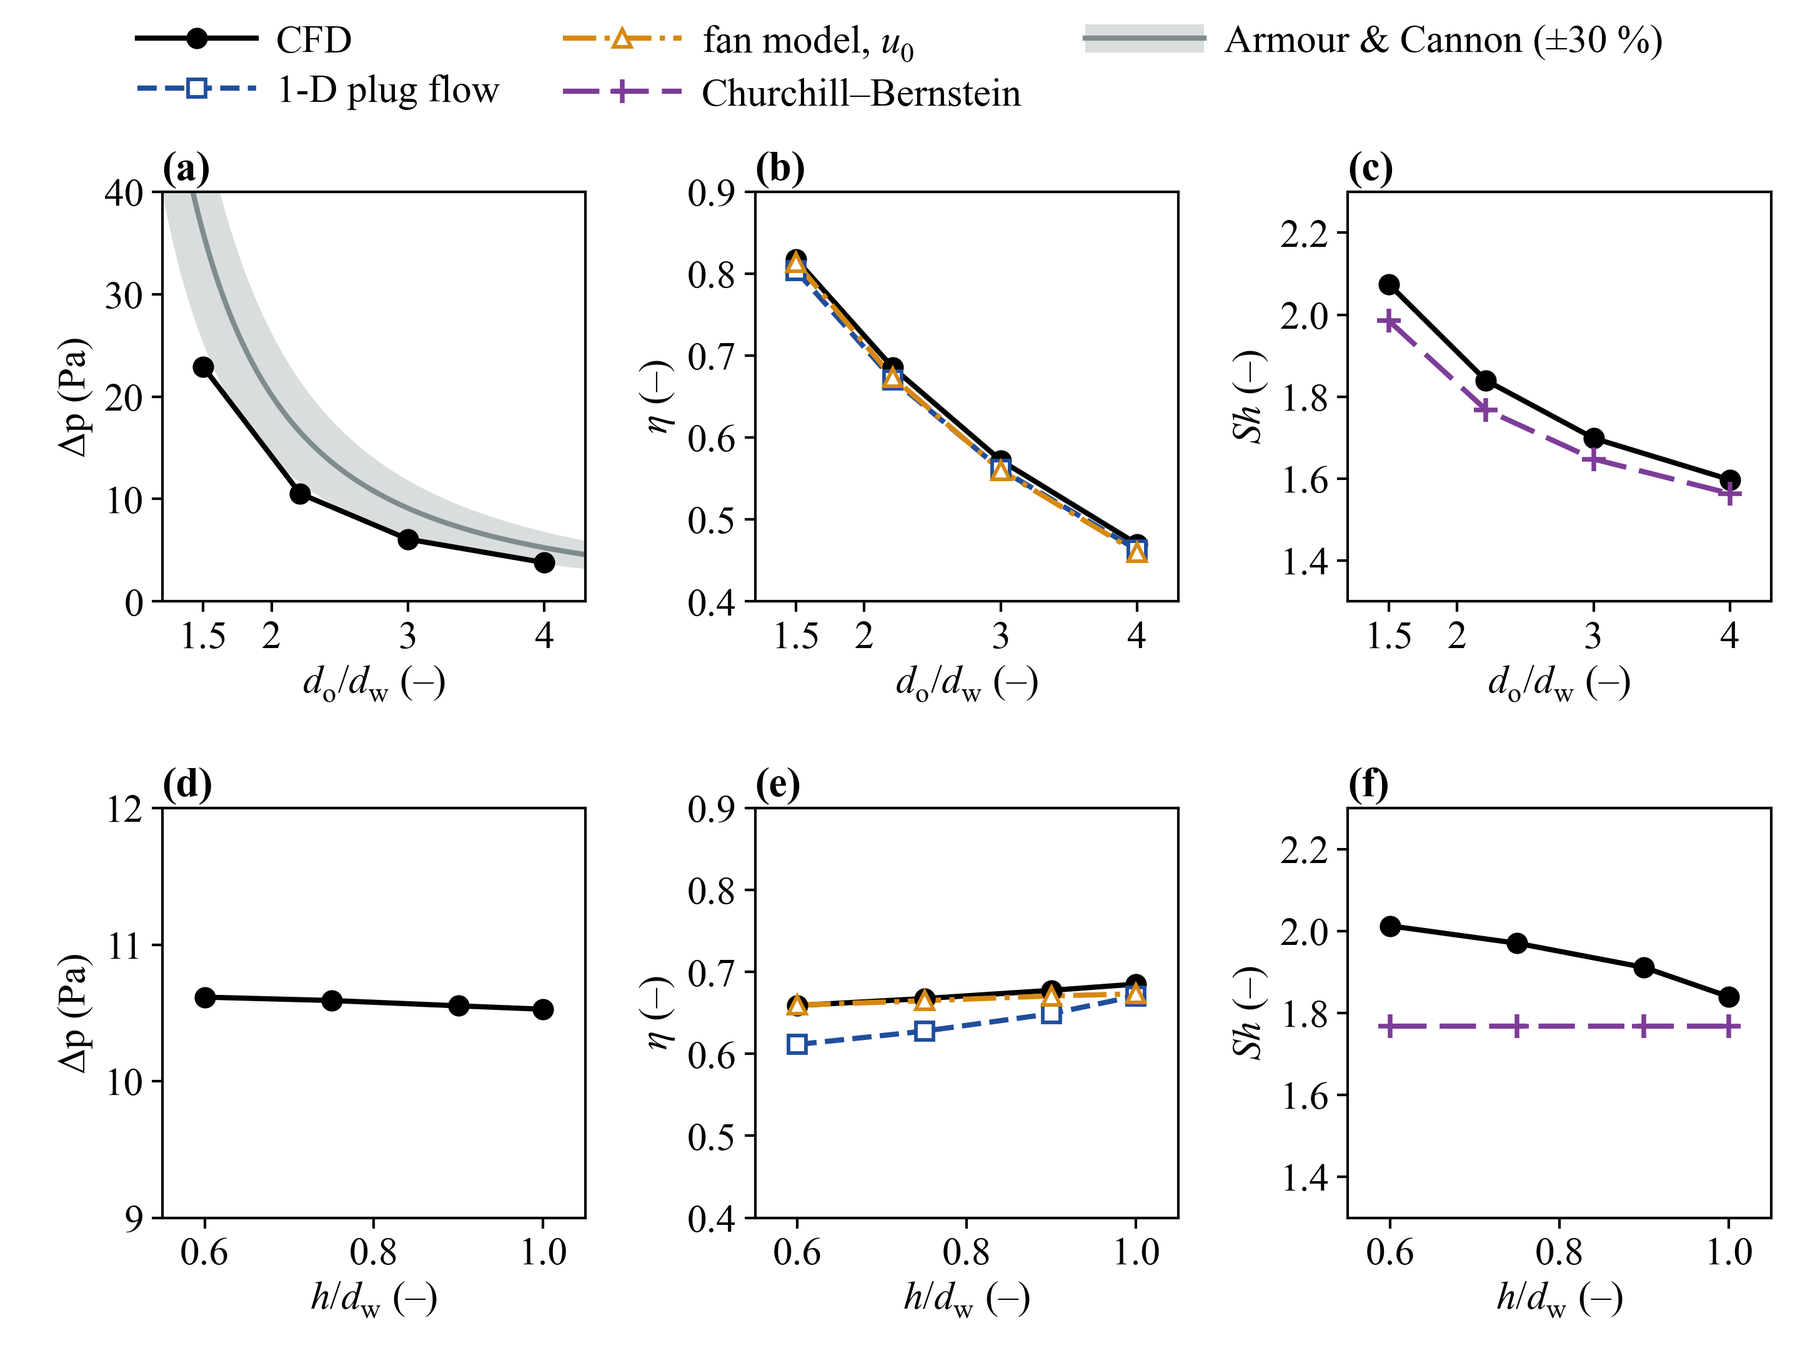 CFD
fan model, u0
Armour & Cannon (±30 %)
1-D plug flow
Churchill–Bernstein
(a)
40
30
20
10
0
Δp (Pa)
1.5 2 3 4
do/dw (–)
(b)
0.9
0.8
0.7
0.6
0.5
0.4
η (–)
1.5 2 3 4
do/dw (–)
(c)
2.2
2.0
1.8
1.6
1.4
Sh (–)
1.5 2 3 4
do/dw (–)
(d)
12
11
10
9
Δp (Pa)
0.6 0.8 1.0
h/dw (–)
(e)
0.9
0.8
0.7
0.6
0.5
0.4
η (–)
0.6 0.8 1.0
h/dw (–)
(f)
2.2
2.0
1.8
1.6
1.4
Sh (–)
0.6 0.8 1.0
h/dw (–)